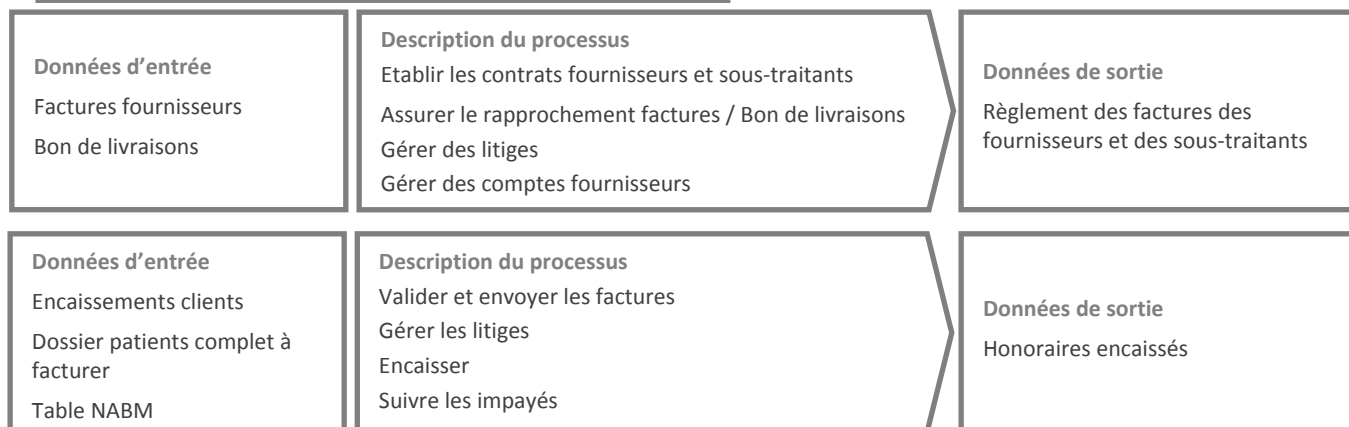 Données d’entrée
Factures fournisseurs
Bon de livraisons
Description du processus
Etablir les contrats fournisseurs et sous-traitants
Assurer le rapprochement factures / Bon de livraisons
Gérer des litiges
Gérer des comptes fournisseurs
Données de sortie
Règlement des factures des
fournisseurs et des sous-traitants
Données d’entrée
Encaissements clients
Dossier patients complet à
facturer
Table NABM
Description du processus
Valider et envoyer les factures
Gérer les litiges
Encaisser
Suivre les impayés
Données de sortie
Honoraires encaissés